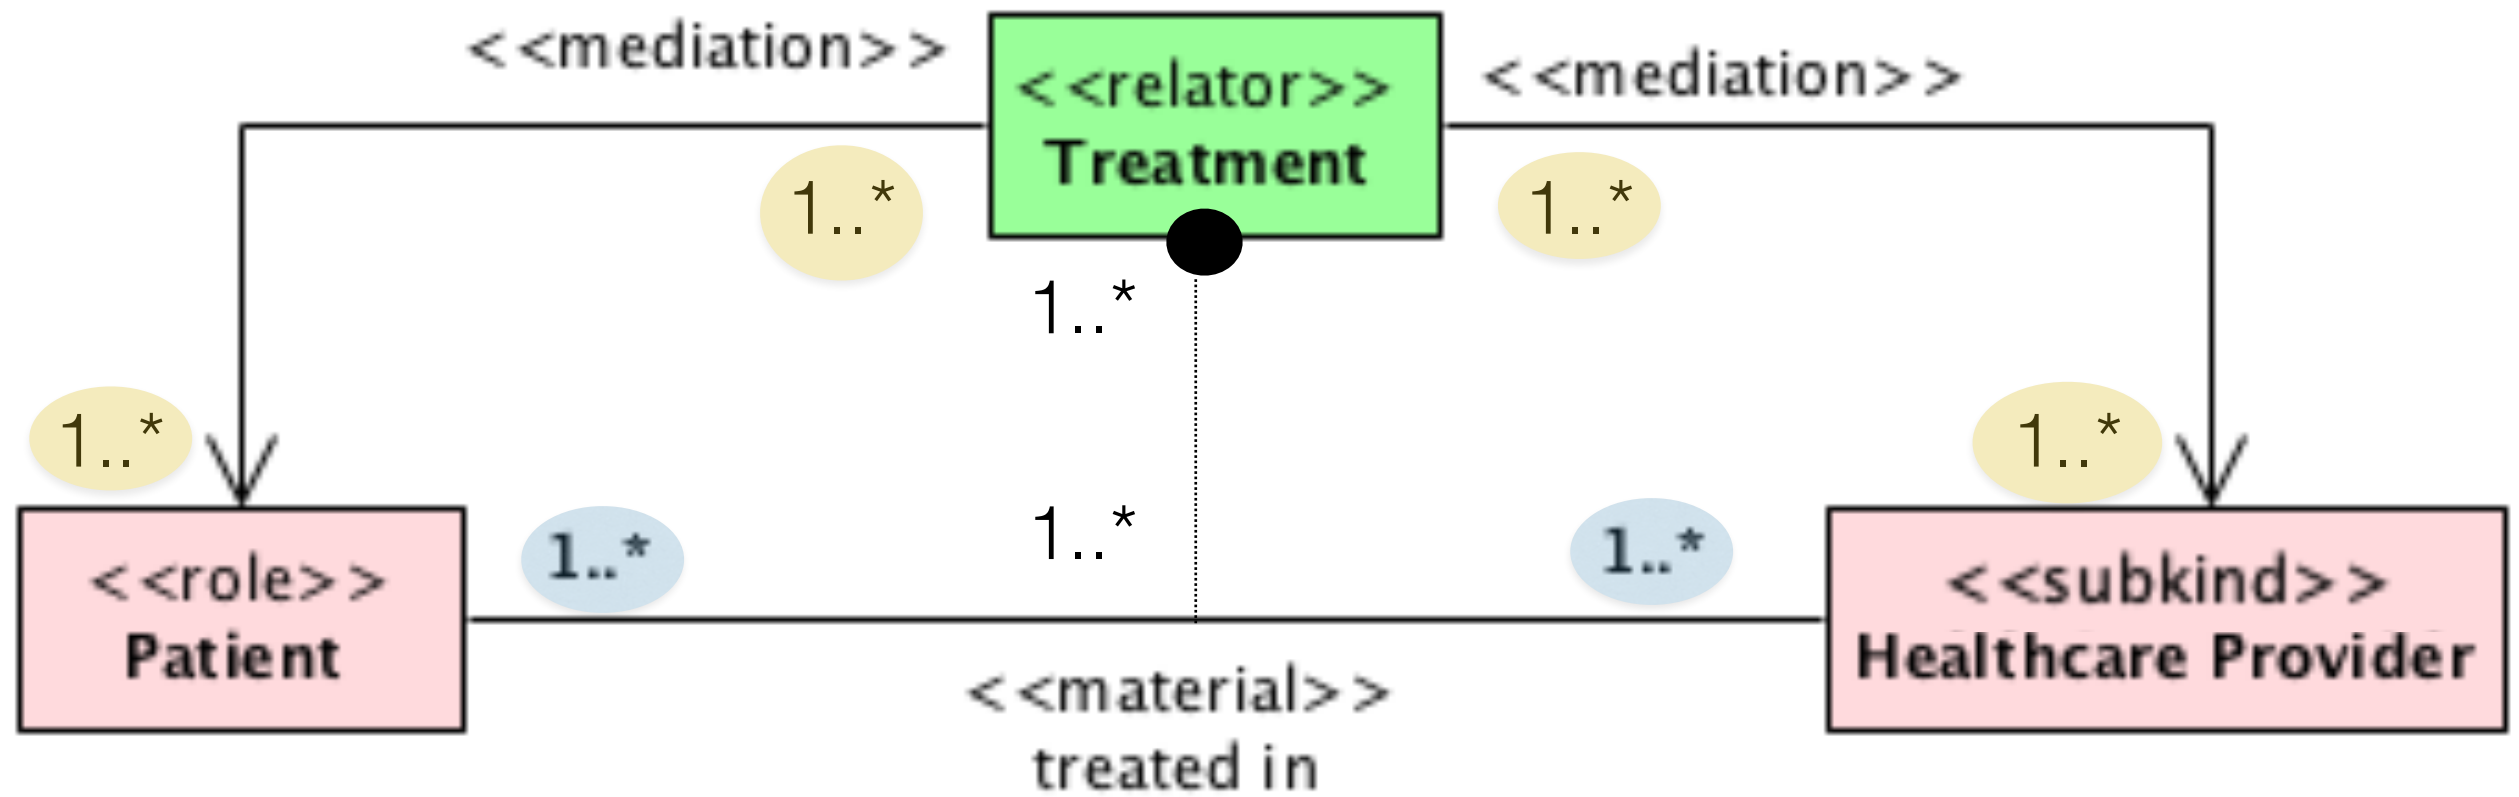 <<mediation>>
<<relator>>
Treatment
<<mediation>>
1..*
1..*
1..*
1..*
1..*
1..*
1..*
1..*
<<role>>
Patient
<<subkind>>
Healthcare Provider
<<material>>
treated in